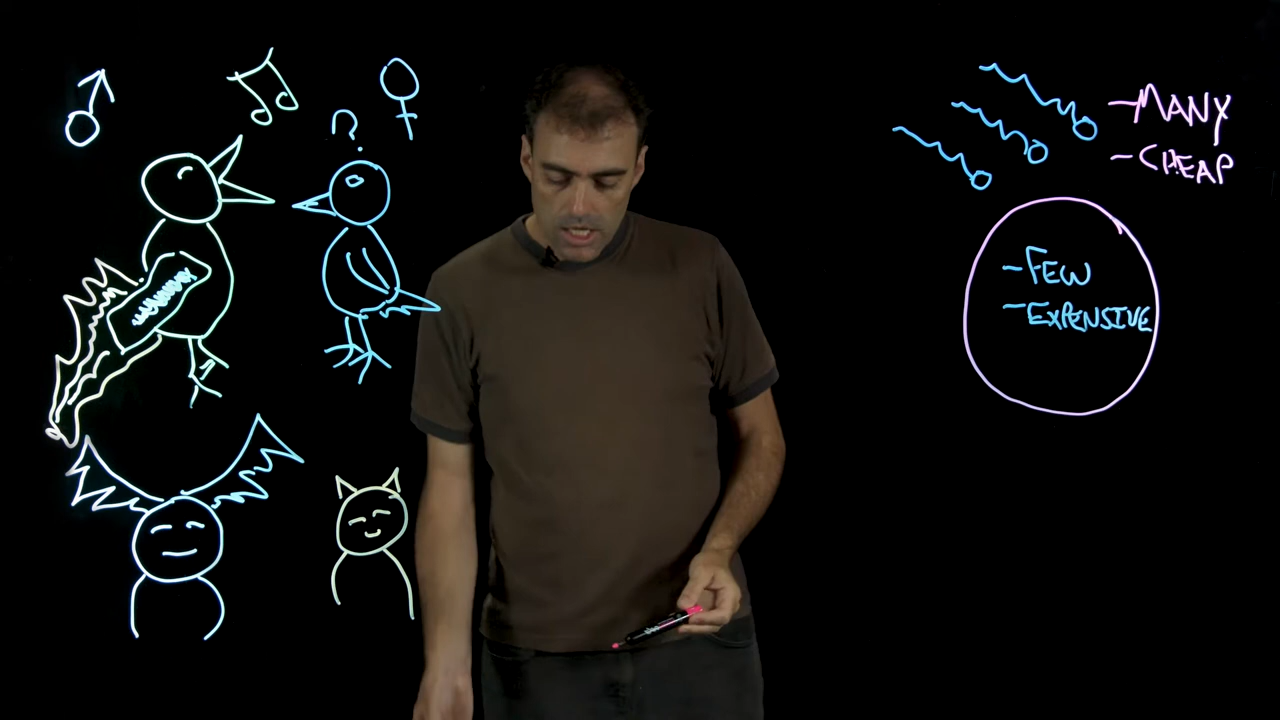 ?
- MANY
- CHEAP
- FEW
- EXPENSIVE